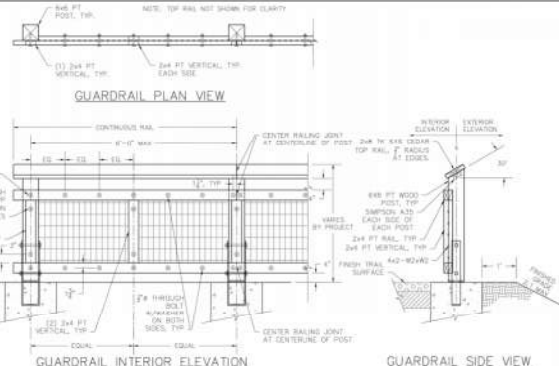 6x6 PT
POST, TYP.
NOTE: TOP RAIL NOT SHOWN FOR CLARITY
(1) 2x4 PT
VERTICAL, TYP.
2x4 PT VERTICAL, TYP.
EACH SIDE
GUARDRAIL PLAN VIEW
CONTINUOUS RAIL
MAX
EQ.
EQ.
EQ.
TYP
CENTER RAILING JOINT
AT CENTERLINE OF POST
VARIES
BY PROJECT
2"
4"
(2) 2x4 PT
VERTICAL, TYP
THROUGH
BOLT
ON BOTH
SIDES, TYP
CENTER RAILING JOINT
AT CENTERLINE OF POST
EQUAL
EQUAL
GUARDRAIL INTERIOR ELEVATION
INTERIOR
ELEVATION
EXTERIOR
ELEVATION
CEDAR
TOP RAIL, RADIUS
AT EDGES
30°
6X6 PT WOOD
POST, TYP
SIMPSON A35
EACH SIDE OF
EACH POST
2x4 PT RAIL, TYP
2x4 PT VERTICAL, TYP
FINISH TRAIL
SURFACE
FINISHED
GRADE
GUARDRAIL SIDE VIEW